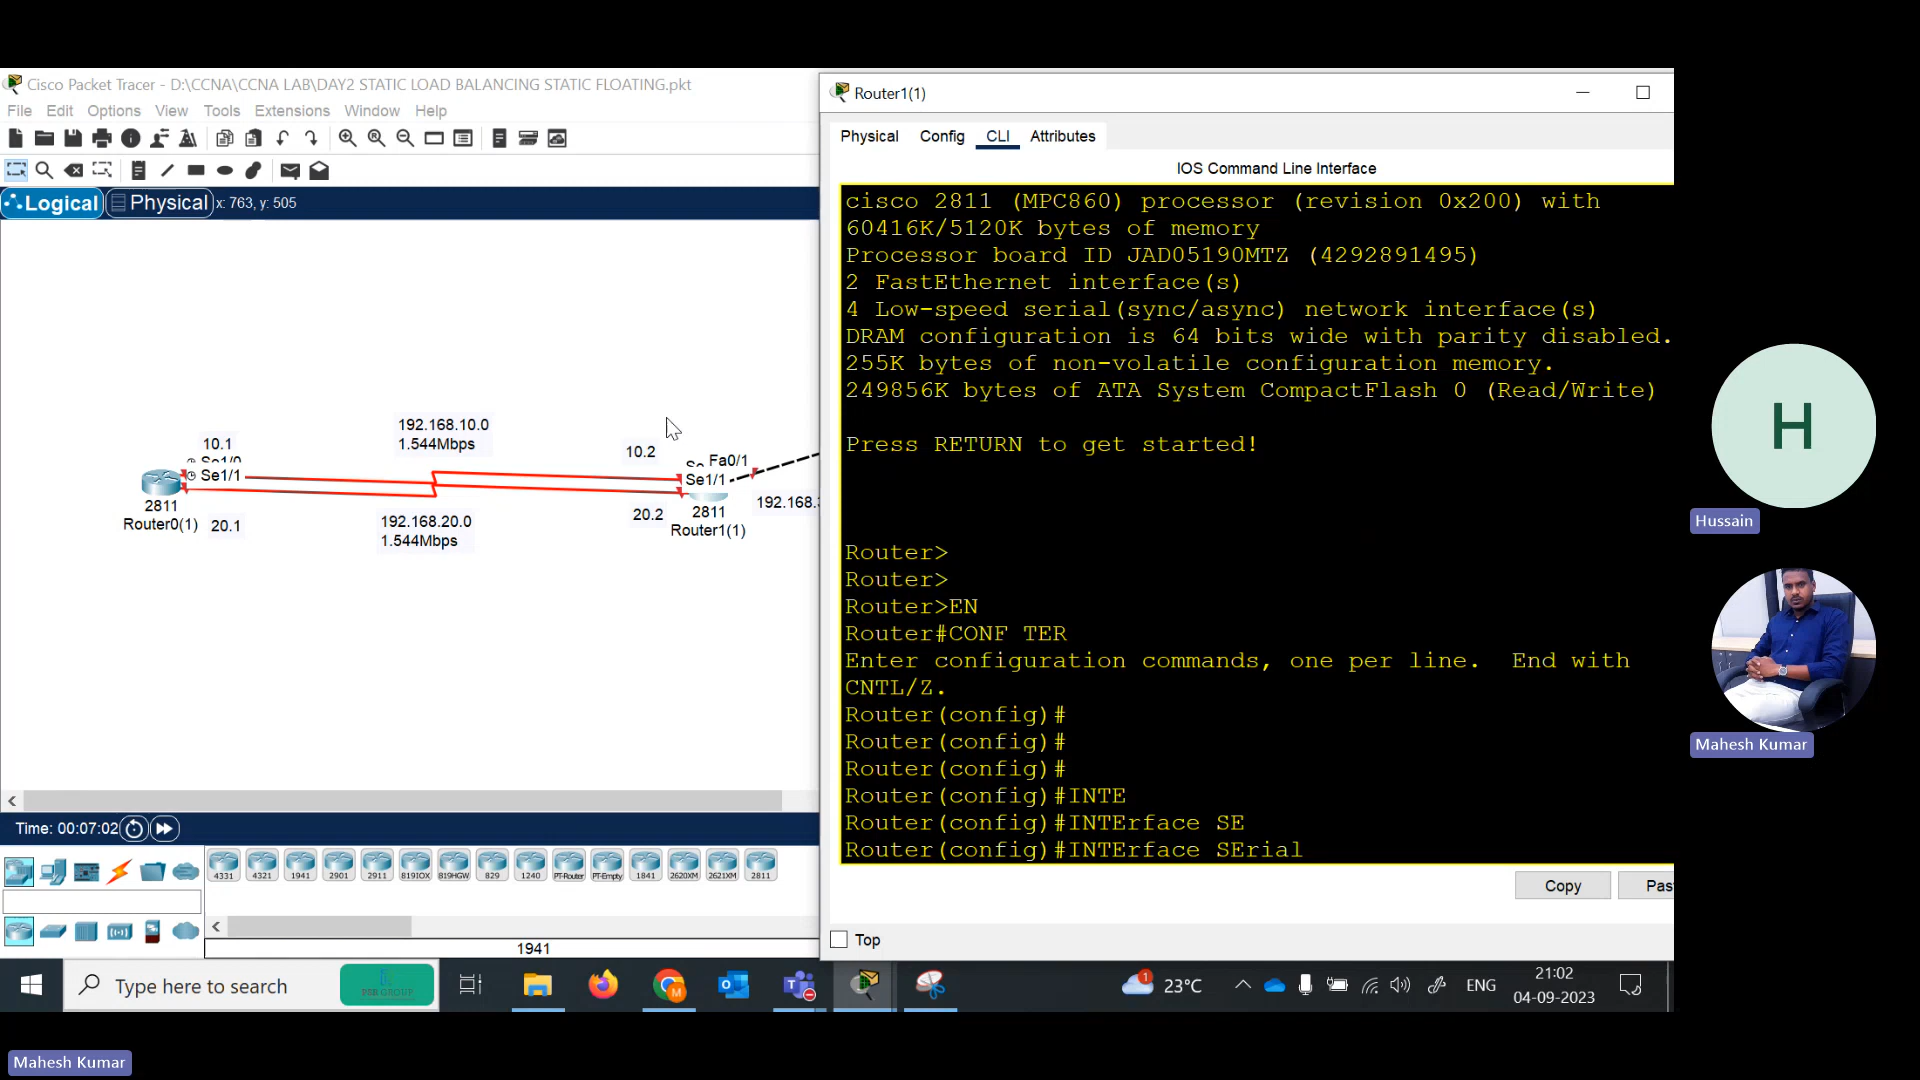 Cisco Packet Tracer - D:\CCNA\CCNA LAB\DAY2 STATIC LOAD BALANCING STATIC FLOATING.pkt
File Edit Options View Tools Extensions Window Help
Logical Physical x: 763, y: 505
192.168.10.0
1.544Mbps
10.1
Se1/0
Se1/1
2811
Router0(1)
20.1
192.168.20.0
1.544Mbps
10.2
Fa0/1
Se1/1
192.168.
20.2
2811
Router1(1)
Time: 00:07:02
4331 4321 1941 2901 2911 819IOX 819HGW 829 1240 PT-Router PT-Empty 1841 2620XM 2621XM 2811
1941
Router1(1)
Physical Config CLI Attributes
IOS Command Line Interface
cisco 2811 (MPC860) processor (revision 0x200) with
60416K/5120K bytes of memory
Processor board ID JAD05190MTZ (4292891495)
2 FastEthernet interface(s)
4 Low-speed serial(sync/async) network interface(s)
DRAM configuration is 64 bits wide with parity disabled.
255K bytes of non-volatile configuration memory.
249856K bytes of ATA System CompactFlash 0 (Read/Write)
Press RETURN to get started!
Router>
Router>
Router>EN
Router#CONF TER
Enter configuration commands, one per line. End with
CNTL/Z.
Router(config)#
Router(config)#
Router(config)#
Router(config)#INTE
Router(config)#INTErface SE
Router(config)#INTErface SErial
Copy Pas
Top
Type here to search
PSR GROUP
1
23°C
ENG
21:02
04-09-2023
H
Hussain
Mahesh Kumar
Mahesh Kumar